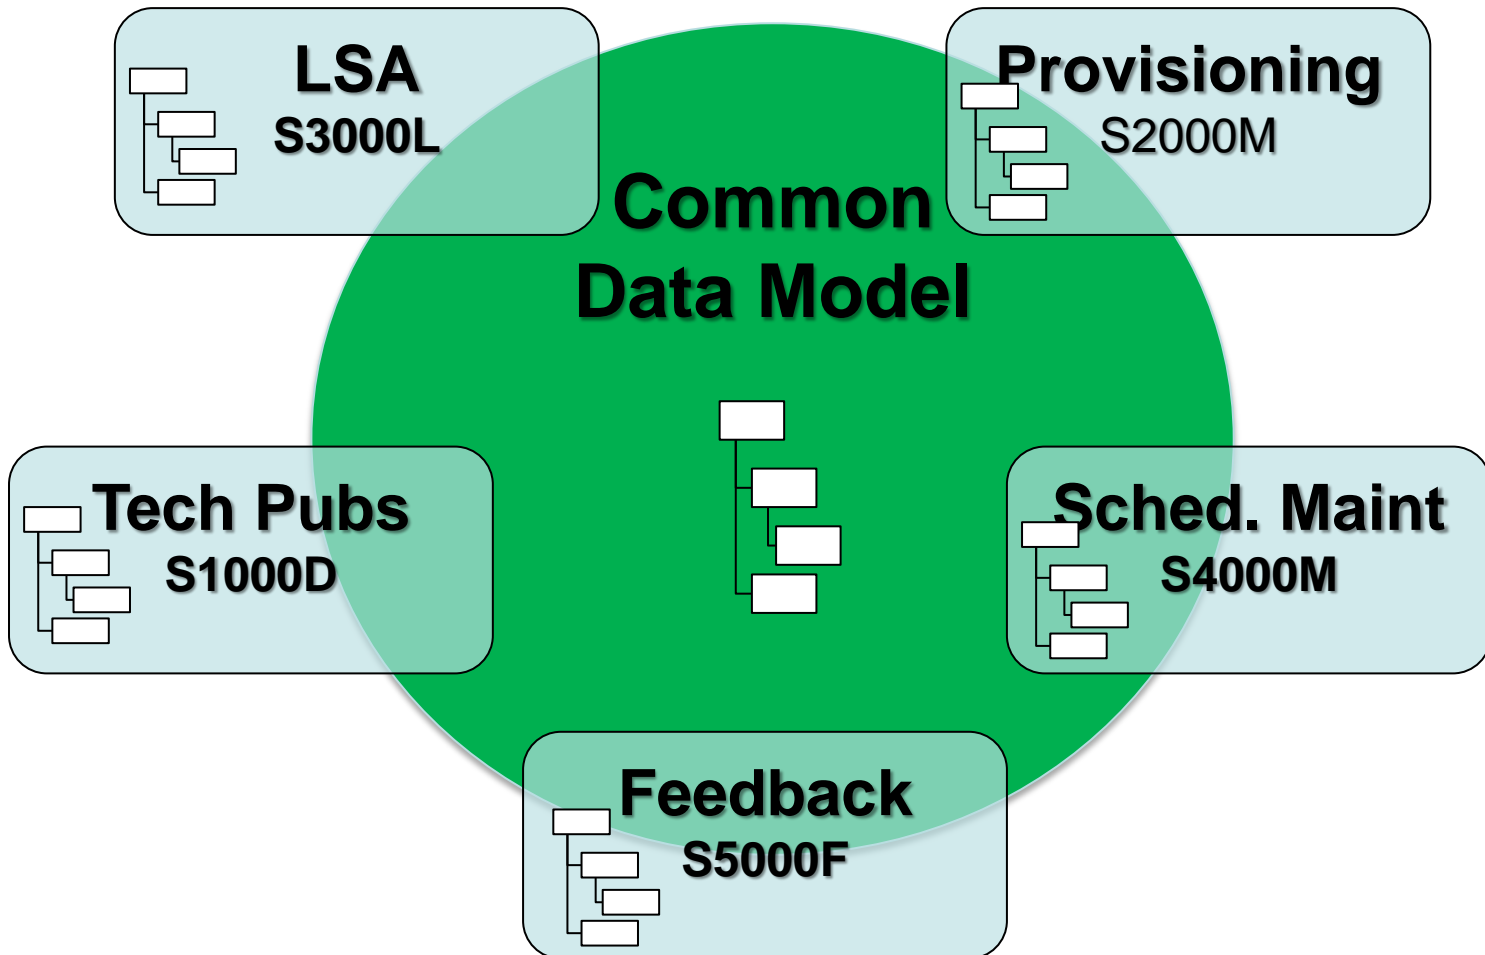 LSA
S3000L
Provisioning
S2000M
Common
Data Model
Tech Pubs
S1000D
Sched. Maint
S4000M
Feedback
S5000F